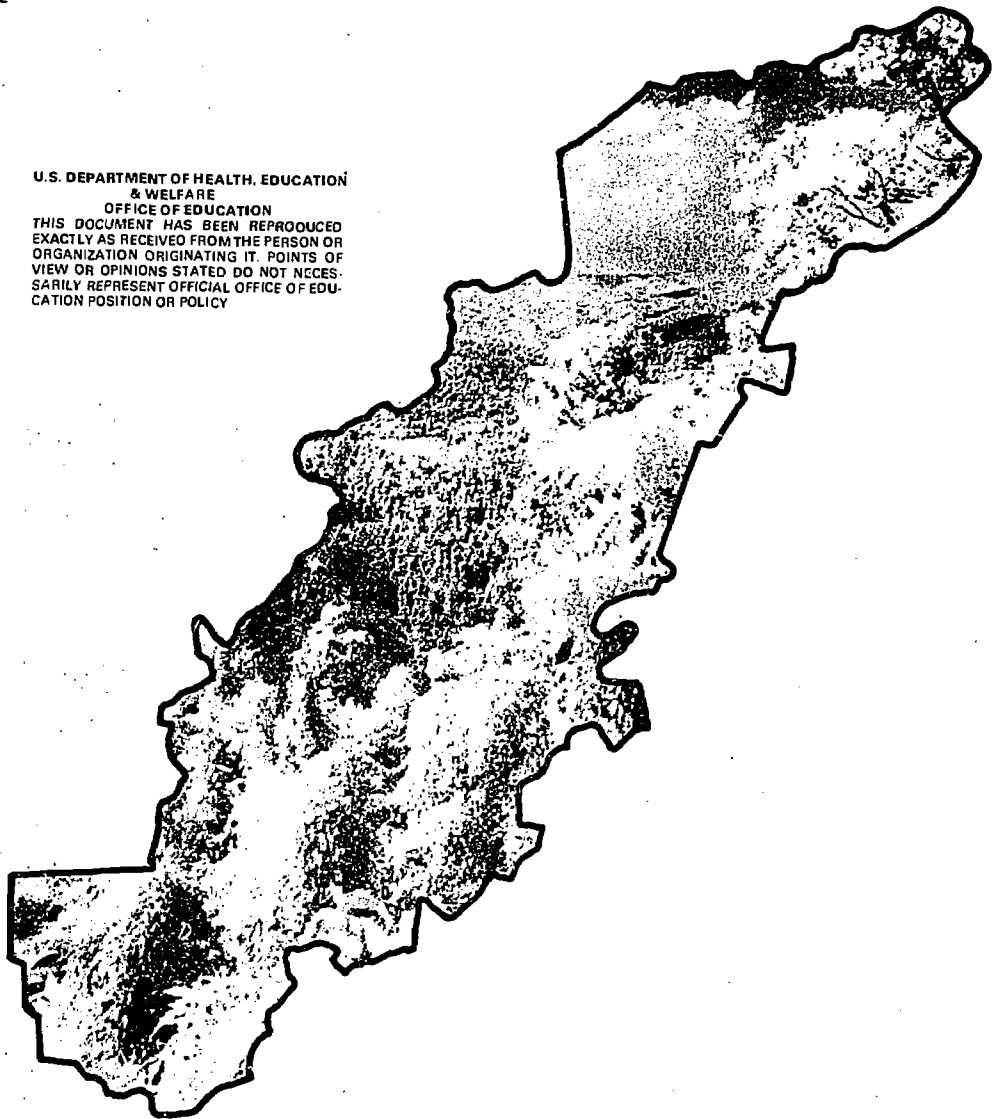 U.S. DEPARTMENT OF HEALTH, EDUCATION
& WELFARE
OFFICE OF EDUCATION
THIS DOCUMENT HAS BEEN REPRODUCED
EXACTLY AS RECEIVED FROM THE PERSON OR
ORGANIZATION ORIGINATING IT. POINTS OF
VIEW OR OPINIONS STATED DO NOT NECES-
SARILY REPRESENT OFFICIAL OFFICE OF EDU-
CATION POSITION OR POLICY